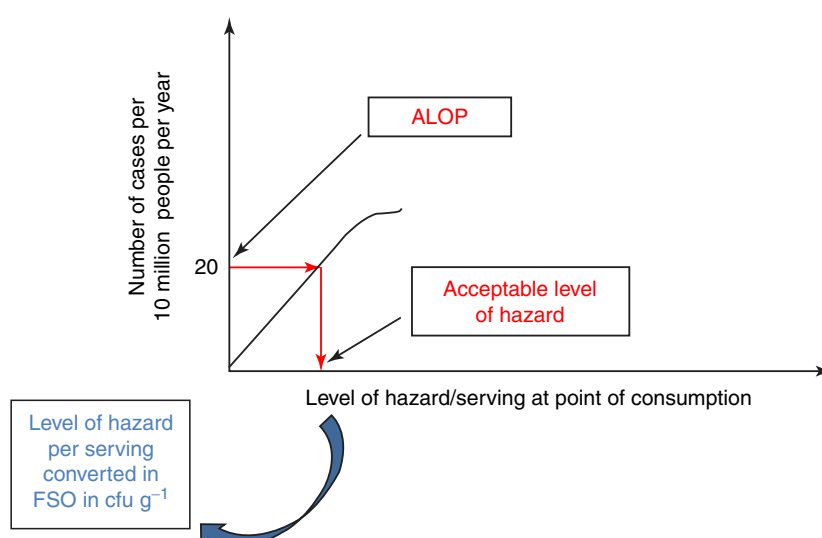 ALOP
Number of cases per
10 million people per year
20
Acceptable level
of hazard
Level of hazard/serving at point of consumption
Level of hazard
per serving
converted in
FSO in cfu g⁻¹